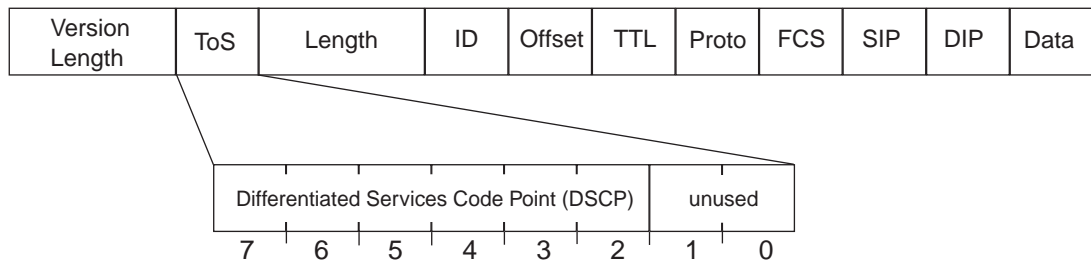 Version Length
ToS
Length
ID
Offset
TTL
Proto
FCS
SIP
DIP
Data
Differentiated Services Code Point (DSCP)
unused
7 6 5 4 3 2 1 0